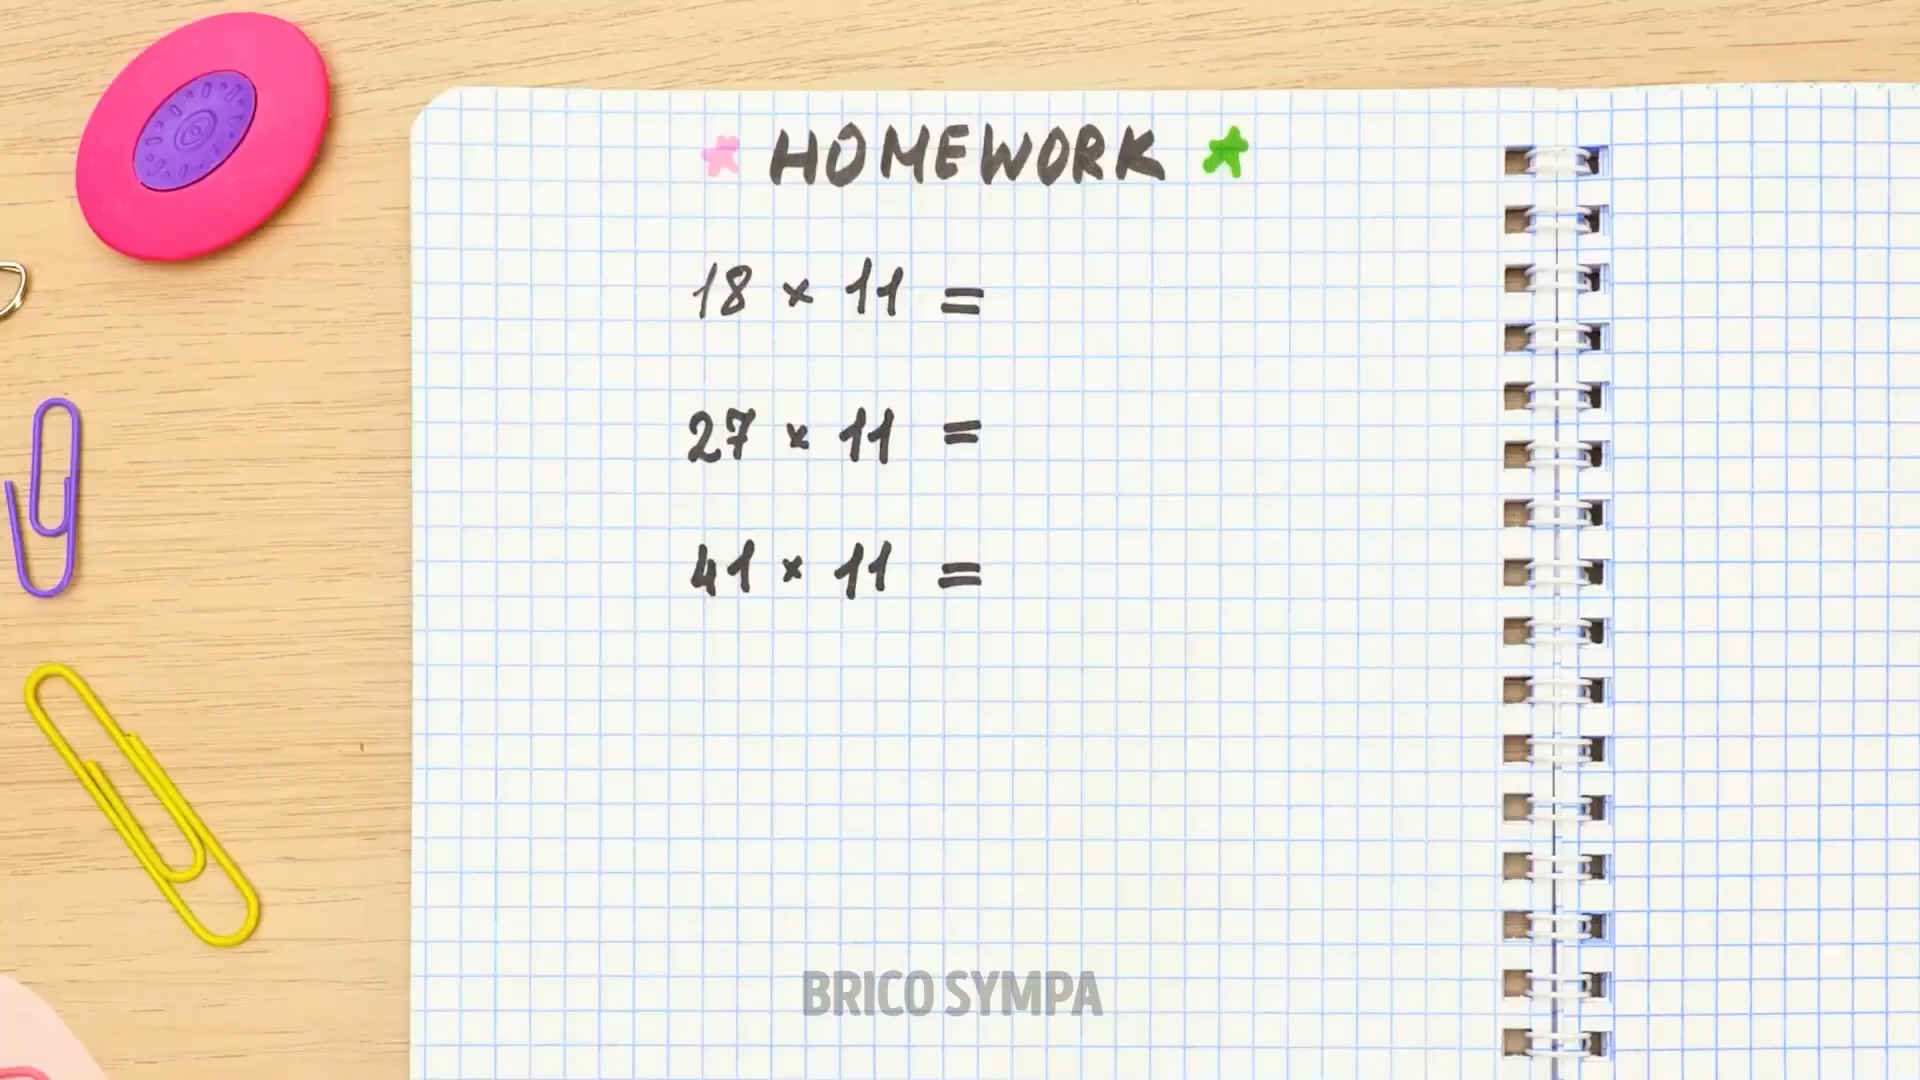 HOMEWORK
18 × 11 =
27 × 11 =
41 × 11 =
BRICO SYMPA